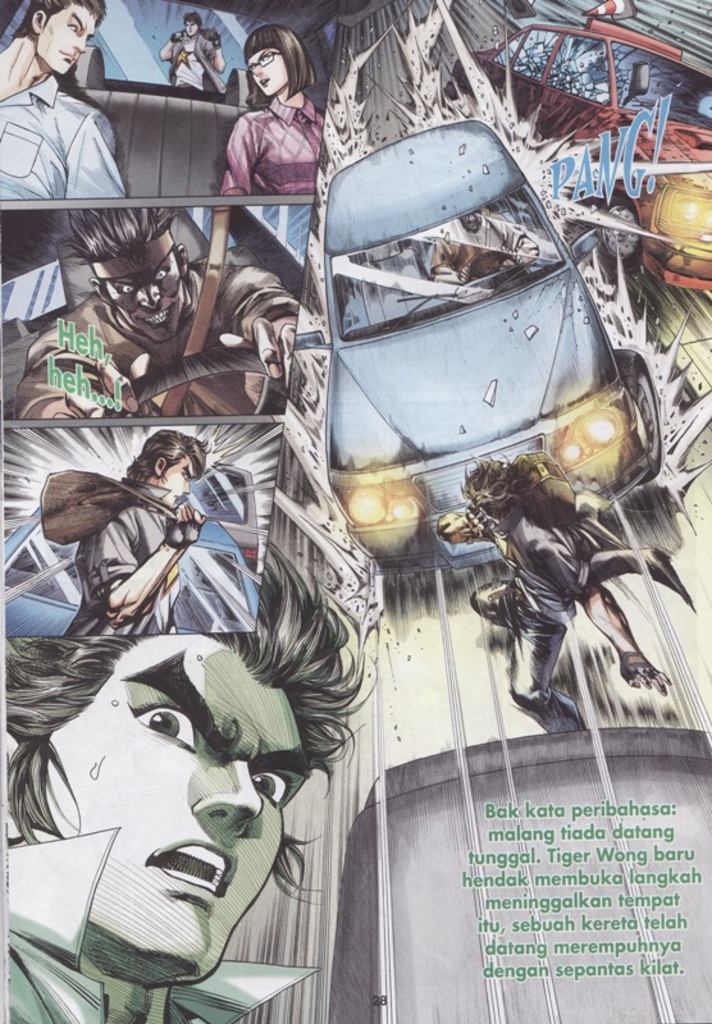 PANG!
Heh,
heh...!
Bak kata peribahasa:
malang tiada datang
tunggal. Tiger Wong baru
hendak membuka langkah
meninggalkan tempat
itu, sebuah kereta telah
datang merempuhnya
dengan sepantas kilat.
28